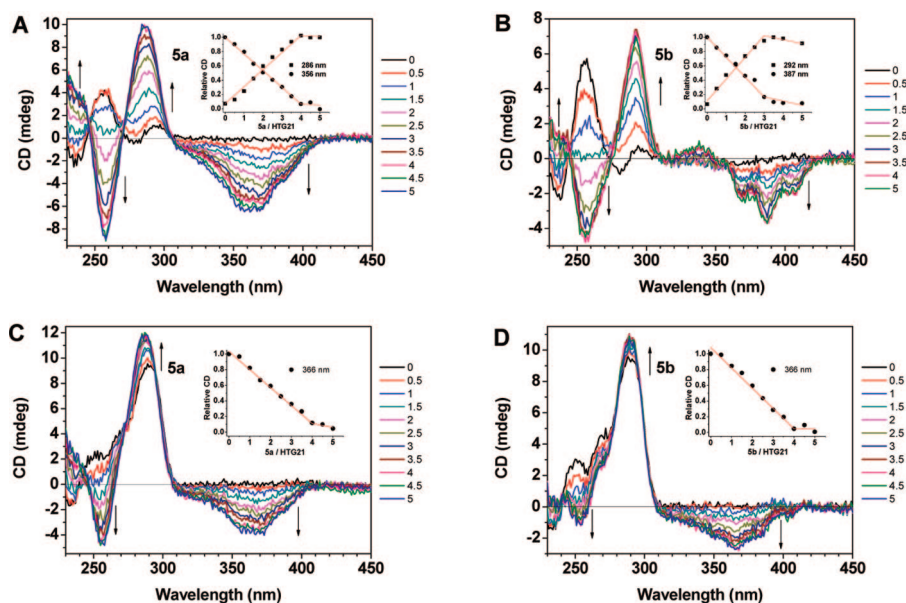 A
5a
CD (mdeg)
10
8
6
4
2
0
-2
-4
-6
-8
250 300 350 400 450
Wavelength (nm)
Relative CD
1.0
0.8
0.6
0.4
0.2
0.0
0 1 2 3 4 5
5a / HTG21
286 nm
356 nm
0
0.5
1
1.5
2
2.5
3
3.5
4
4.5
5
B
5b
CD (mdeg)
8
6
4
2
0
-2
-4
250 300 350 400 450
Wavelength (nm)
Relative CD
1.0
0.8
0.6
0.4
0.2
0.0
0 1 2 3 4 5
5b / HTG21
292 nm
387 nm
0
0.5
1
1.5
2
2.5
3
3.5
4
4.5
5
C
5a
CD (mdeg)
12
10
8
6
4
2
0
-2
-4
250 300 350 400 450
Wavelength (nm)
Relative CD
1.0
0.8
0.6
0.4
0.2
0.0
0 1 2 3 4 5
5a / HTG21
366 nm
0
0.5
1
1.5
2
2.5
3
3.5
4
4.5
5
D
5b
CD (mdeg)
10
8
6
4
2
0
-2
250 300 350 400 450
Wavelength (nm)
Relative CD
1.0
0.8
0.6
0.4
0.2
0.0
0 1 2 3 4 5
5b / HTG21
366 nm
0
0.5
1
1.5
2
2.5
3
3.5
4
4.5
5